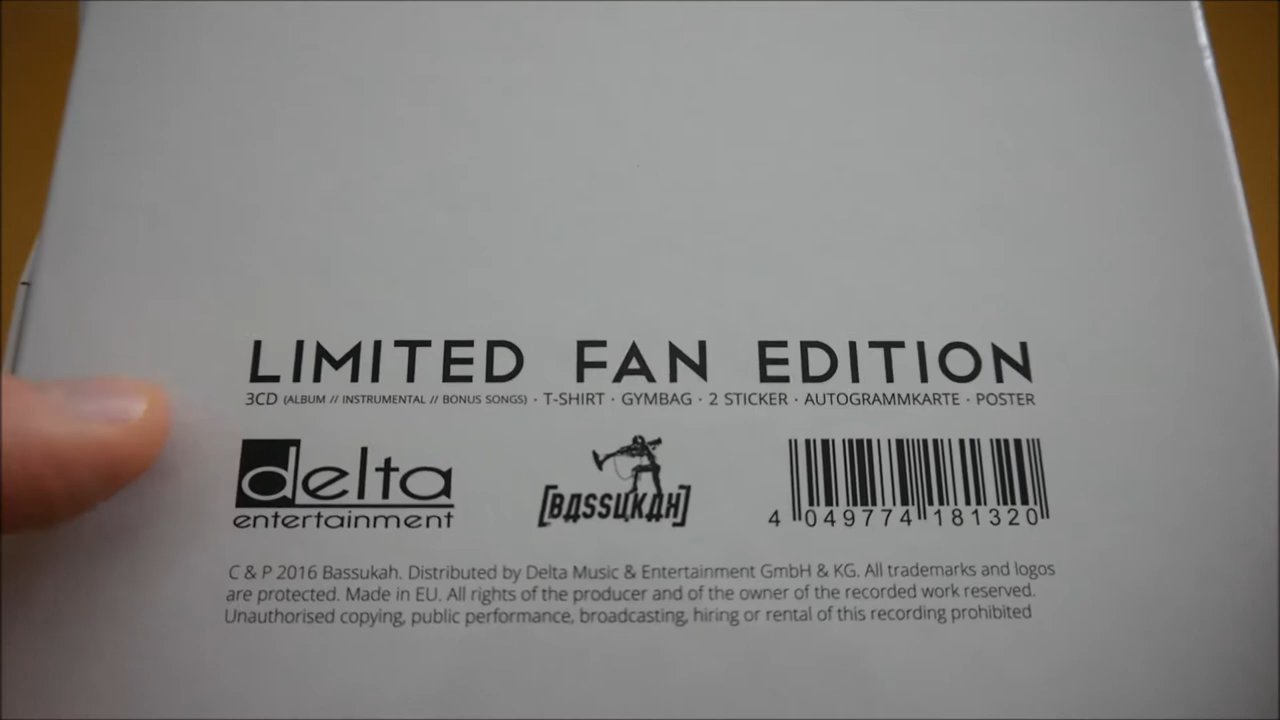 LIMITED FAN EDITION
3CD (ALBUM // INSTRUMENTAL // BONUS SONGS) · T-SHIRT · GYMBAG · 2 STICKER · AUTOGRAMMKARTE · POSTER
delta
entertainment
[BASSUKAH]
4 049774 181320
C & P 2016 Bassukah. Distributed by Delta Music & Entertainment GmbH & KG. All trademarks and logos
are protected. Made in EU. All rights of the producer and of the owner of the recorded work reserved.
Unauthorised copying, public performance, broadcasting, hiring or rental of this recording prohibited